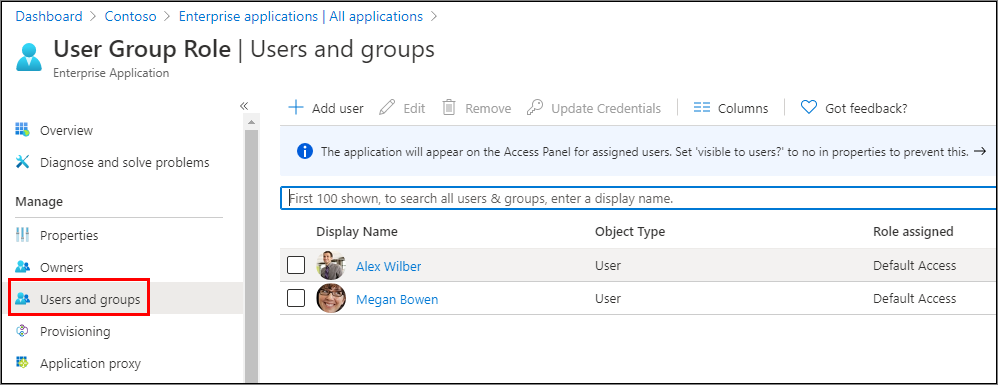 Dashboard > Contoso > Enterprise applications | All applications >
User Group Role | Users and groups
Enterprise Application
«
Overview
Diagnose and solve problems
Manage
Properties
Owners
Users and groups
Provisioning
Application proxy
+ Add user Edit Remove Update Credentials Columns Got feedback?
The application will appear on the Access Panel for assigned users. Set 'visible to users?' to no in properties to prevent this. →
First 100 shown, to search all users & groups, enter a display name.
Display Name Object Type Role assigned
Alex Wilber User Default Access
Megan Bowen User Default Access